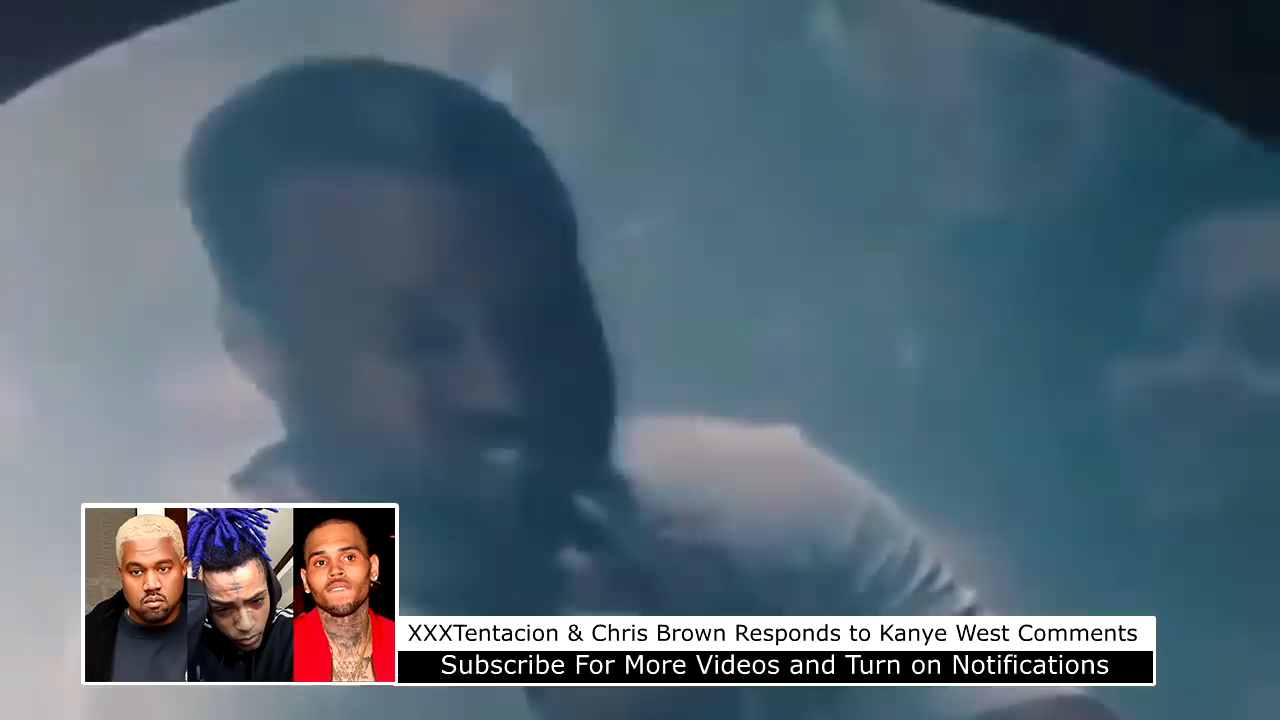 XXXTentacion & Chris Brown Responds to Kanye West Comments
Subscribe For More Videos and Turn on Notifications